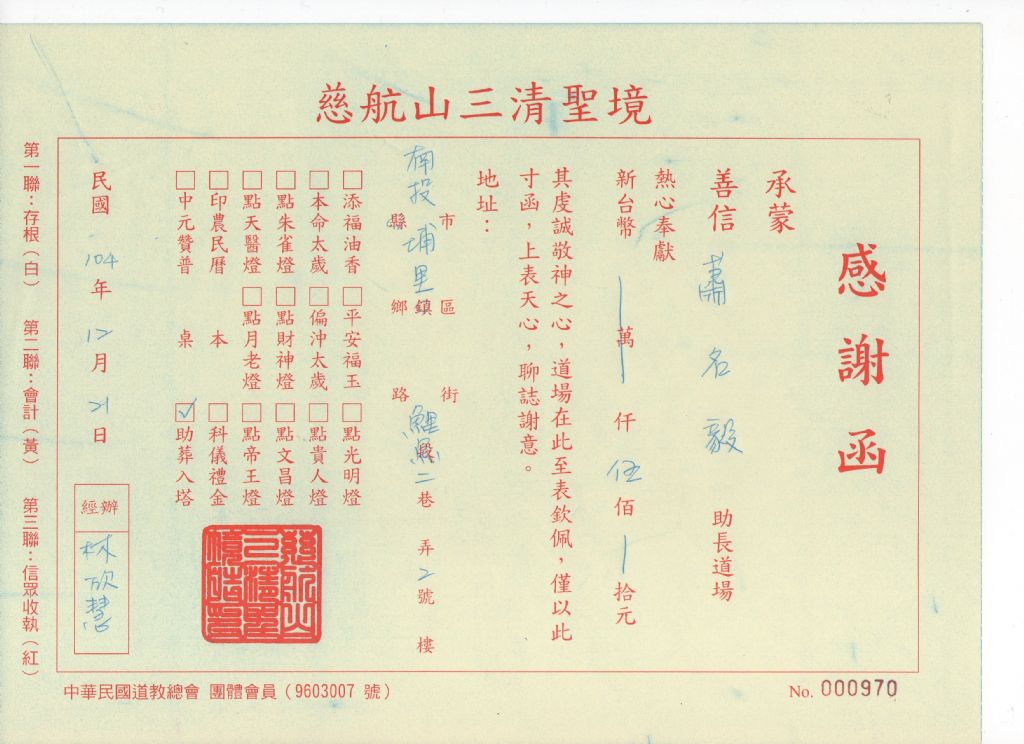 慈航山三清聖境
感謝函
承蒙
善信 蕭名毅 助長道場
熱心奉獻
新台幣 萬 仟 伍 佰 拾元
其虔誠敬神之心，道場在此至表欽佩，僅以此
寸函，上表天心，聊誌謝意。
地址：
南投 縣 市 埔里 鄉 鎮 區 路 街 鯉魚 段 二 巷 弄 2 號 樓
□添福油香 □平安福玉 □點光明燈
□本命太歲 □偏沖太歲 □點貴人燈
□點朱雀燈 □點財神燈 □點文昌燈
□點天醫燈 □點月老燈 □點帝王燈
□印農民曆 本 □科儀禮金
□中元贊普 桌 ☑助葬入塔
民國 104 年 12 月 21 日
經辦
林欣慧
第一聯：存根（白） 第二聯：會計（黃） 第三聯：信眾收執（紅）
中華民國道教總會 團體會員（9603007 號）
No. 000970